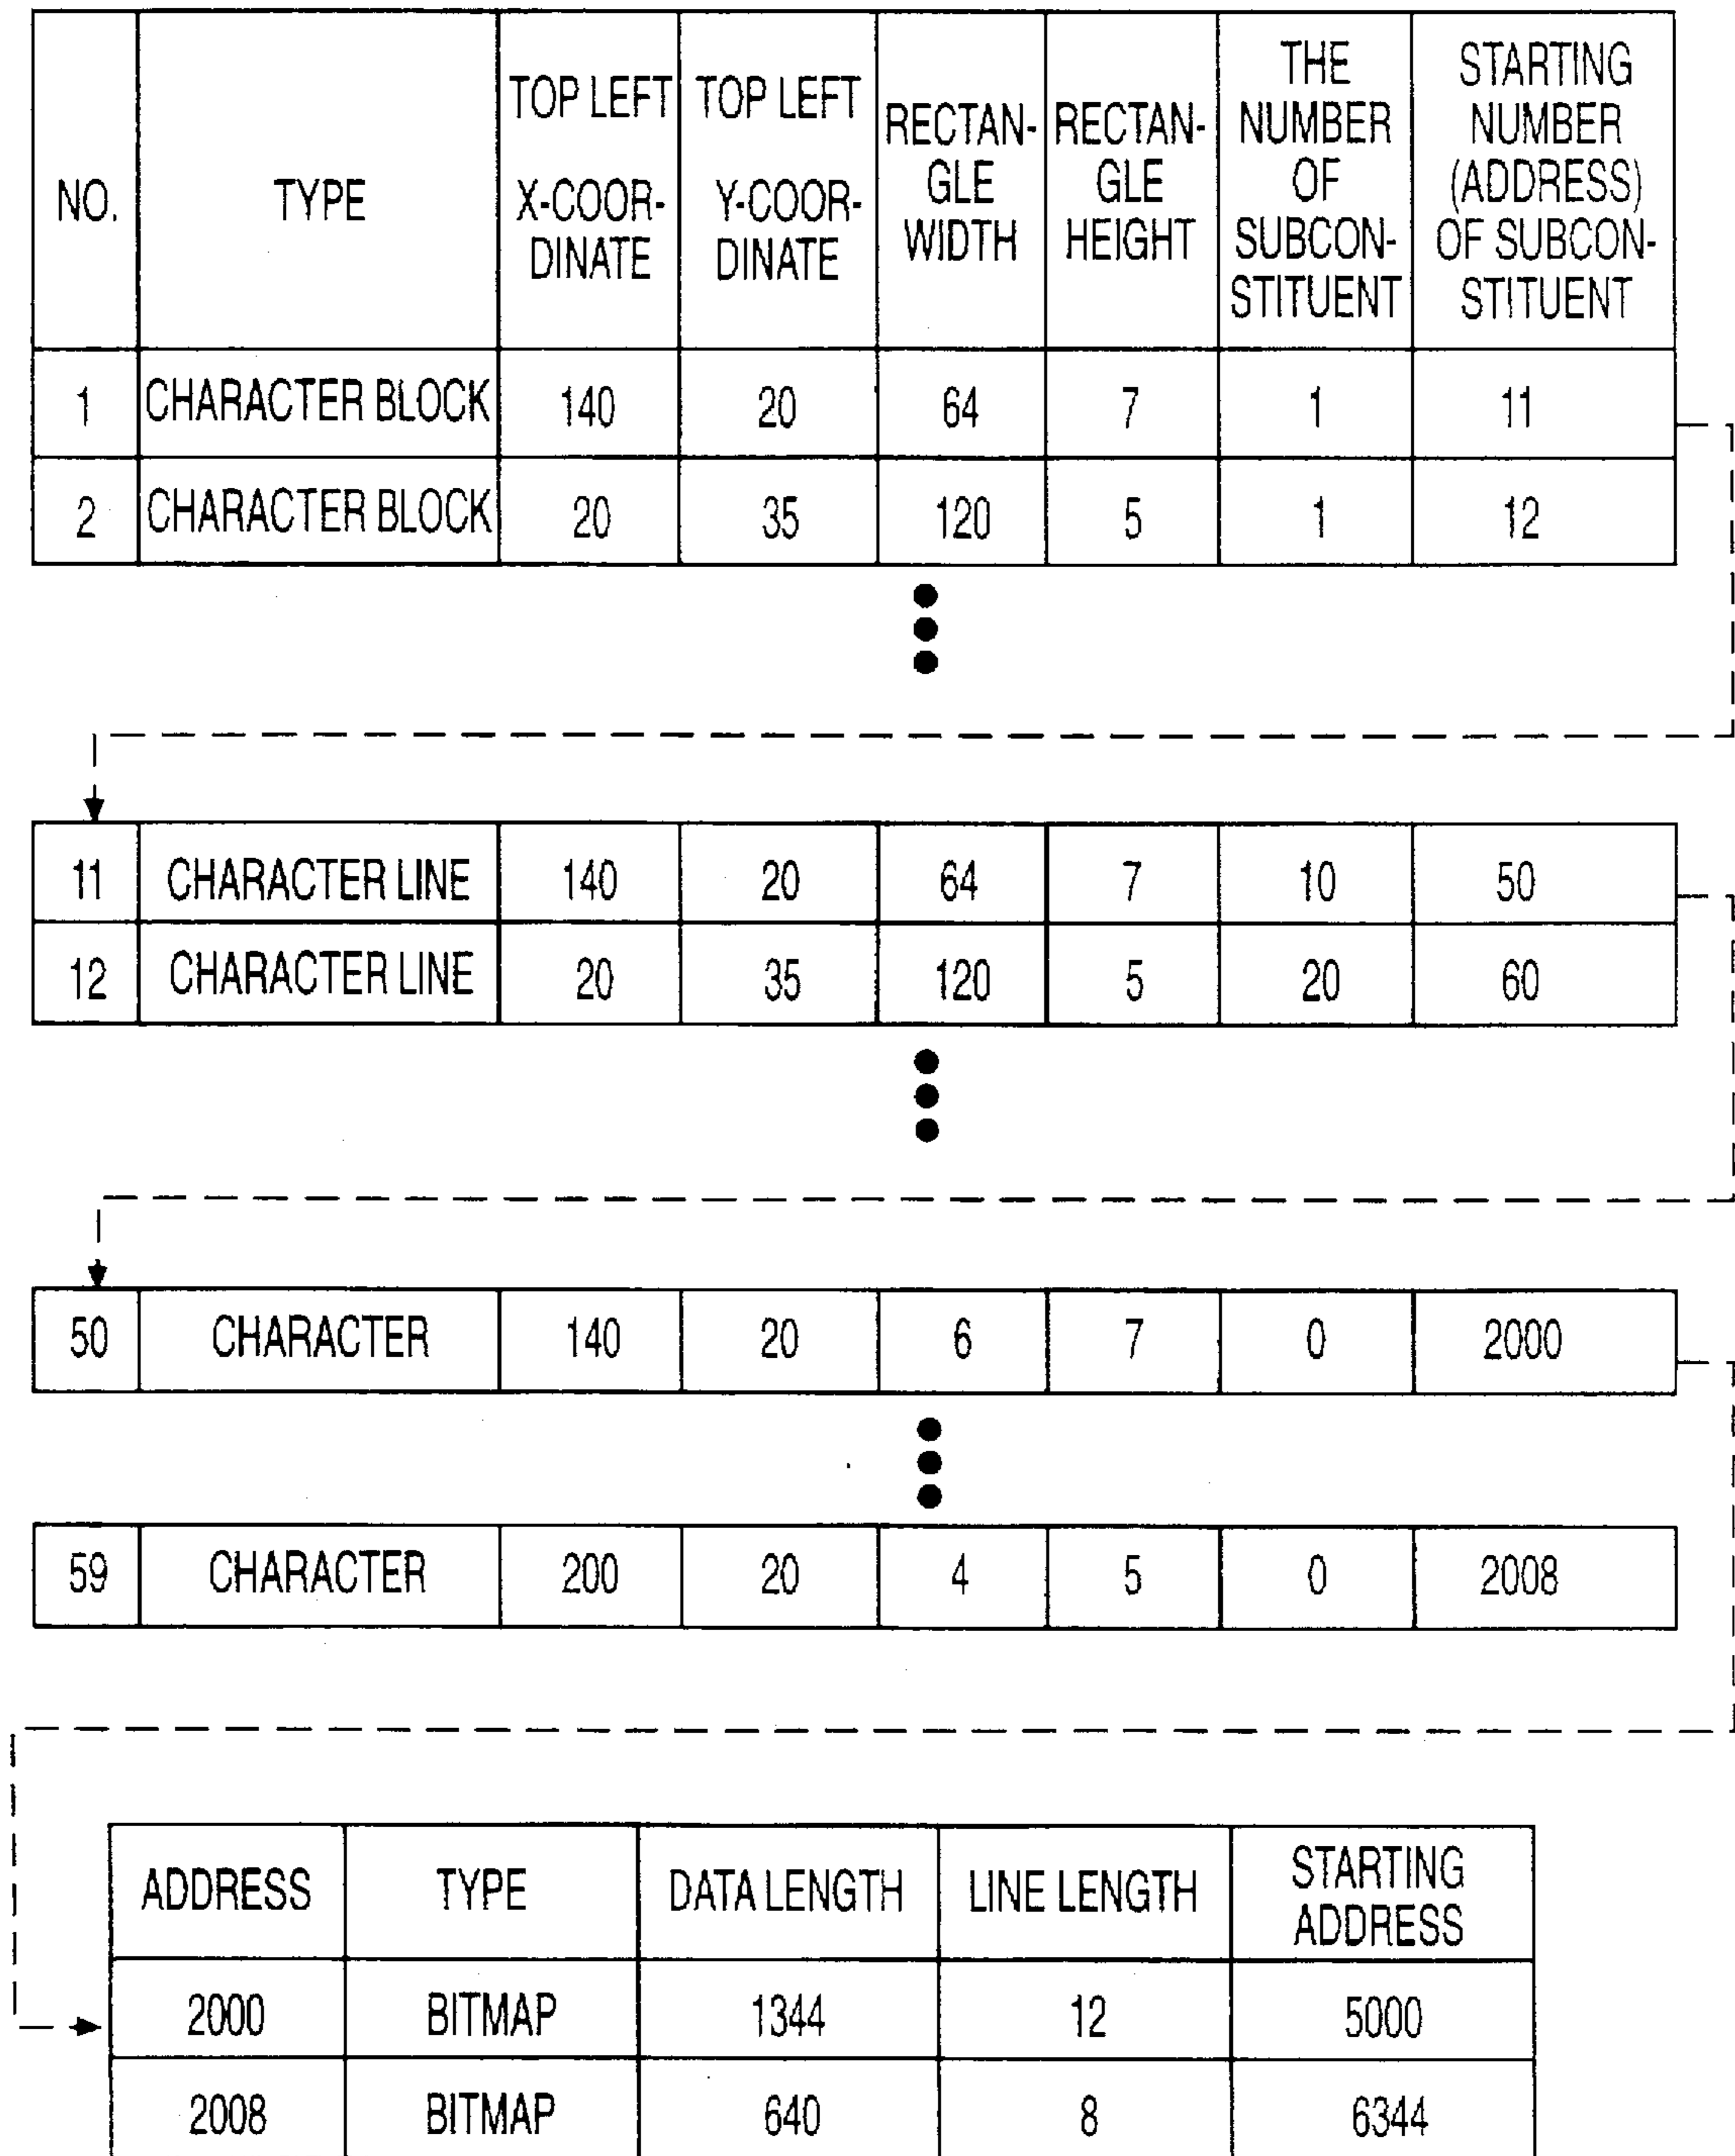 NO. TYPE TOP LEFT X-COOR-DINATE TOP LEFT Y-COOR-DINATE RECTAN-GLE WIDTH RECTAN-GLE HEIGHT THE NUMBER OF SUBCON-STITUENT STARTING NUMBER (ADDRESS) OF SUBCON-STITUENT
1 CHARACTER BLOCK 140 20 64 7 1 11
2 CHARACTER BLOCK 20 35 120 5 1 12
11 CHARACTER LINE 140 20 64 7 10 50
12 CHARACTER LINE 20 35 120 5 20 60
50 CHARACTER 140 20 6 7 0 2000
59 CHARACTER 200 20 4 5 0 2008
ADDRESS TYPE DATA LENGTH LINE LENGTH STARTING ADDRESS
2000 BITMAP 1344 12 5000
2008 BITMAP 640 8 6344